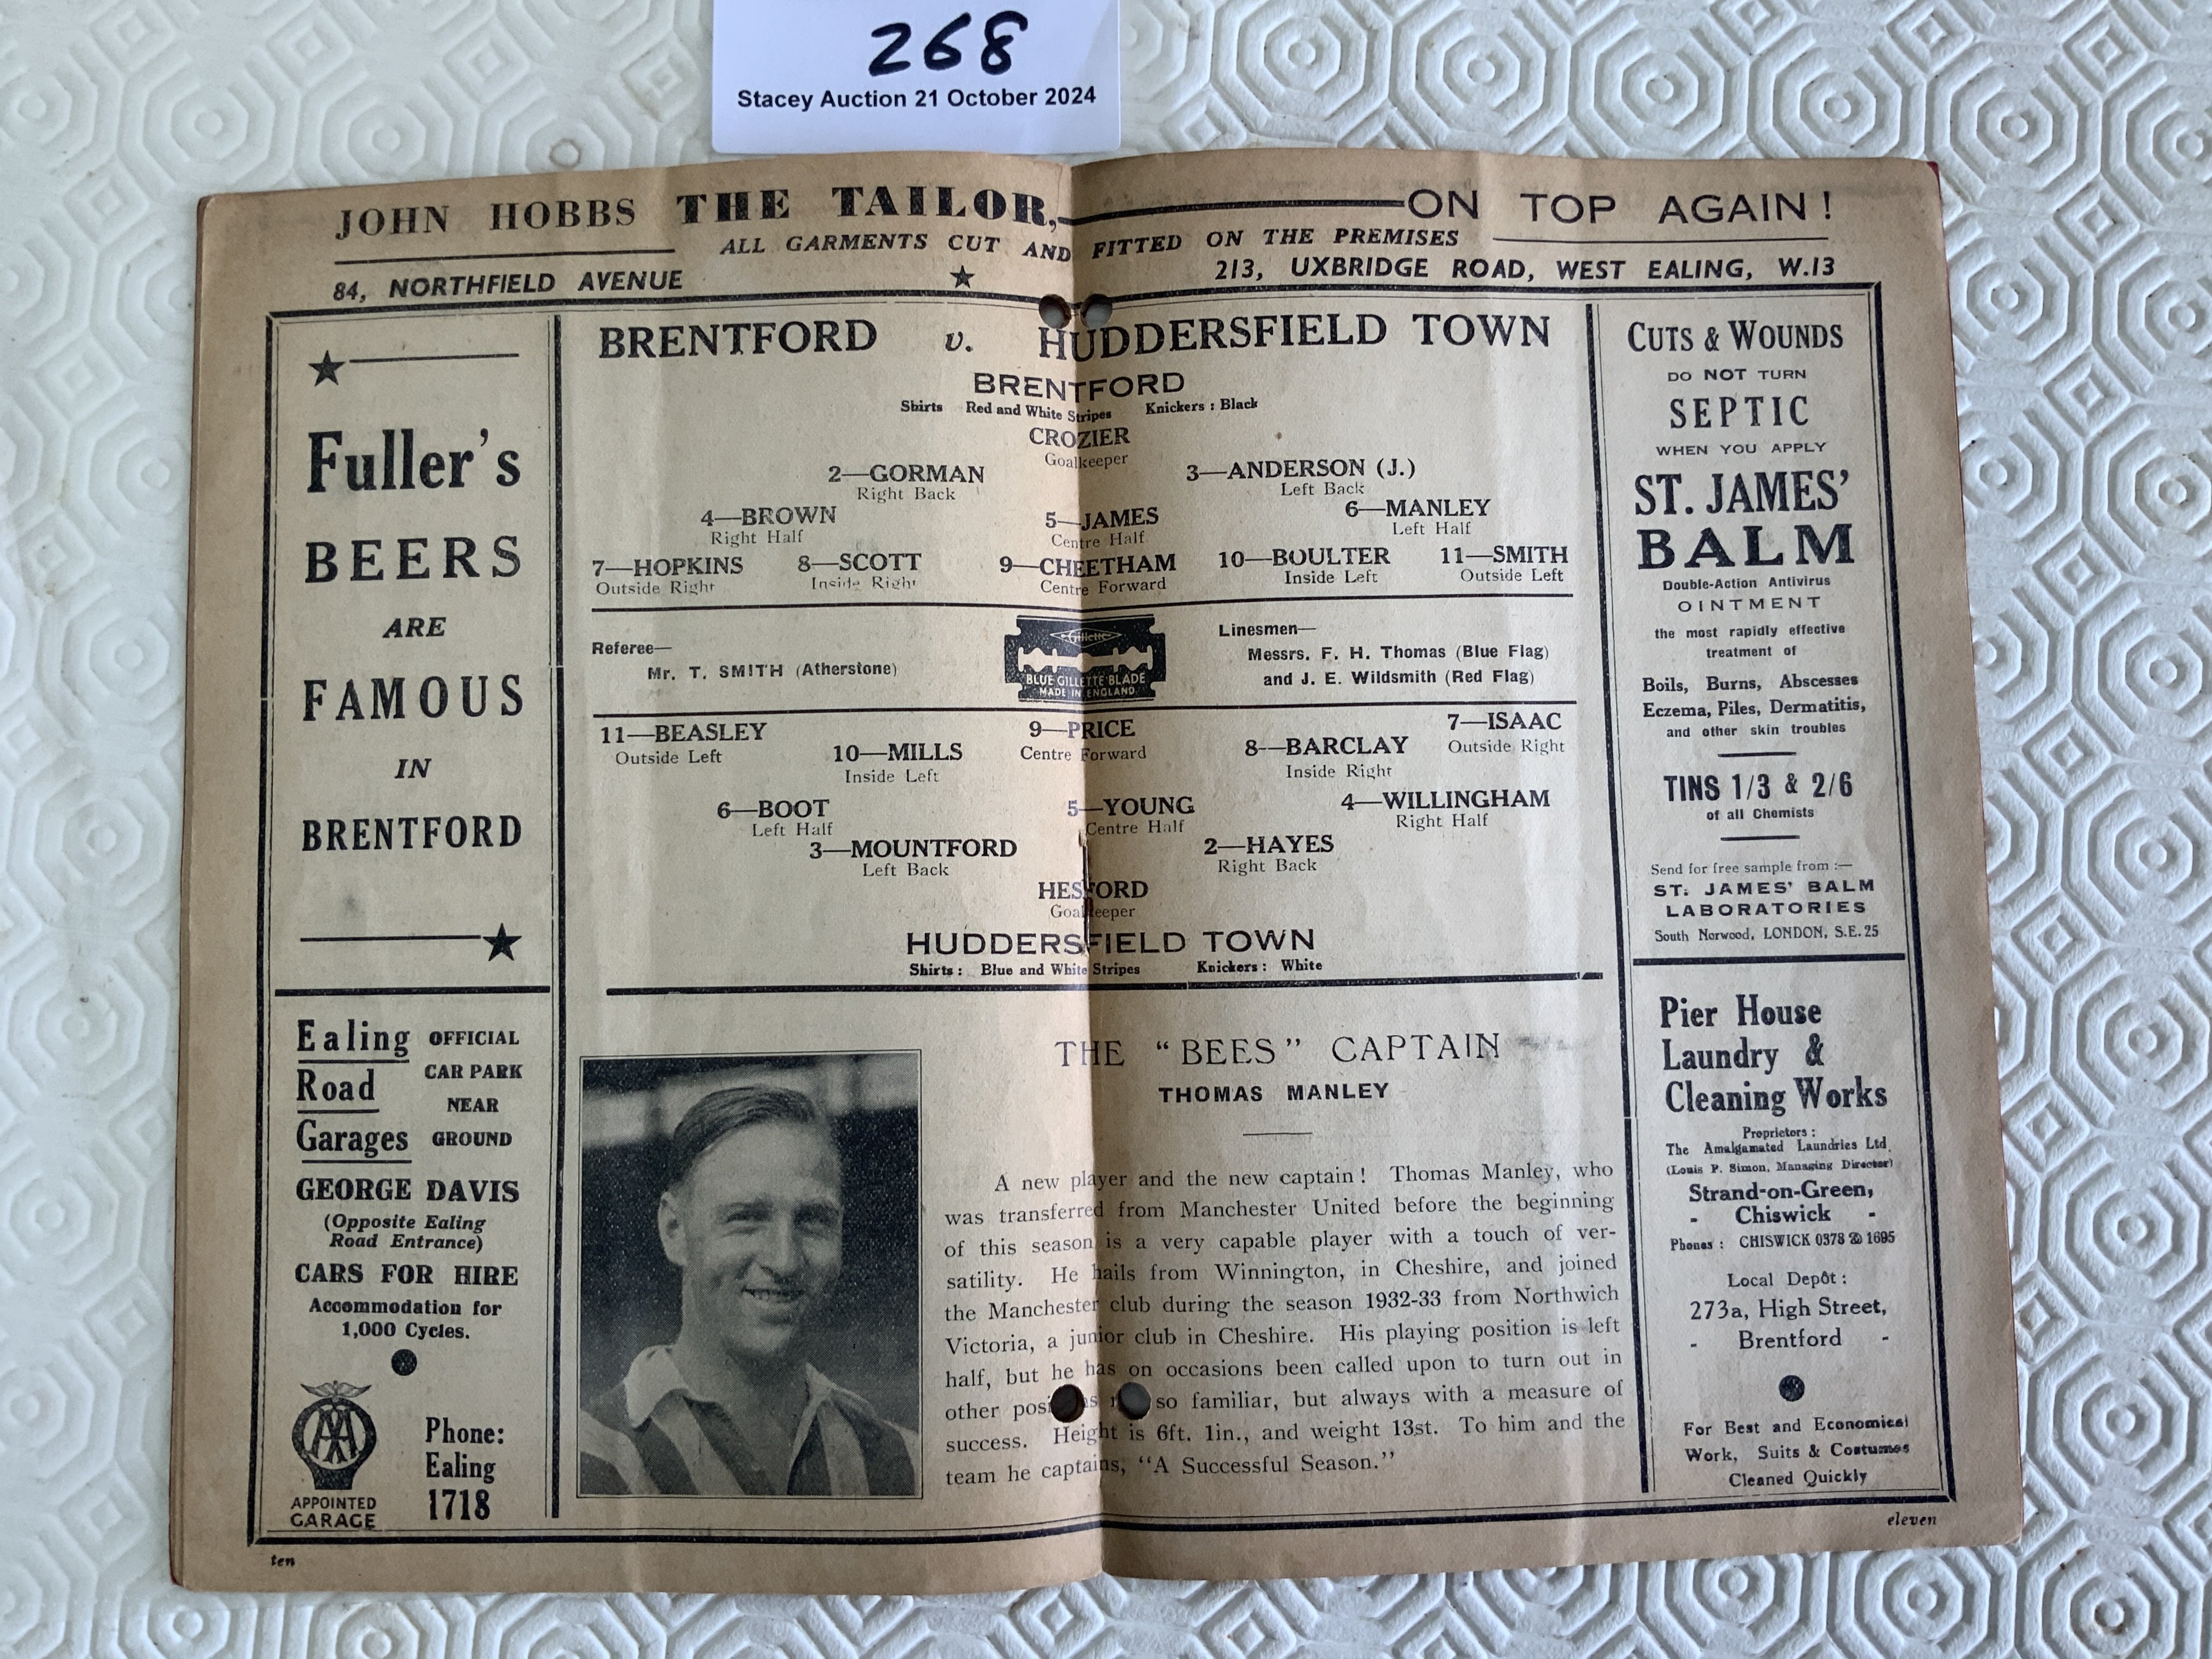 268
Stacey Auction 21 October 2024
JOHN HOBBS THE TAILOR, ON TOP AGAIN!
ALL GARMENTS CUT AND FITTED ON THE PREMISES
84, NORTHFIELD AVENUE 213, UXBRIDGE ROAD, WEST EALING, W.13
Fuller's
BEERS
ARE
FAMOUS
IN
BRENTFORD
Ealing
Road
Garages
OFFICIAL
CAR PARK
NEAR
GROUND
GEORGE DAVIS
(Opposite Ealing
Road Entrance)
CARS FOR HIRE
Accommodation for
1,000 Cycles.
AA
APPOINTED
GARAGE
Phone:
Ealing
1718
ten
BRENTFORD v. HUDDERSFIELD TOWN
BRENTFORD
Shirts Red and White Stripes Knickers : Black
CROZIER
Goalkeeper
2—GORMAN 3—ANDERSON (J.)
Right Back Left Back
4—BROWN 5—JAMES 6—MANLEY
Right Half Centre Half Left Half
7—HOPKINS 8—SCOTT 9—CHEETHAM 10—BOULTER 11—SMITH
Outside Right Inside Right Centre Forward Inside Left Outside Left
Referee—
Mr. T. SMITH (Atherstone)
Gillette
BLUE GILLETTE BLADE
MADE IN ENGLAND
Linesmen—
Messrs. F. H. Thomas (Blue Flag)
and J. E. Wildsmith (Red Flag)
11—BEASLEY 9—PRICE 7—ISAAC
Outside Left Centre Forward Outside Right
10—MILLS 8—BARCLAY
Inside Left Inside Right
6—BOOT 5—YOUNG 4—WILLINGHAM
Left Half Centre Half Right Half
3—MOUNTFORD 2—HAYES
Left Back Right Back
HESFORD
Goalkeeper
HUDDERSFIELD TOWN
Shirts : Blue and White Stripes Knickers : White
THE "BEES" CAPTAIN
THOMAS MANLEY
A new player and the new captain! Thomas Manley, who
was transferred from Manchester United before the beginning
of this season is a very capable player with a touch of ver-
satility. He hails from Winnington, in Cheshire, and joined
the Manchester club during the season 1932-33 from Northwich
Victoria, a junior club in Cheshire. His playing position is left
half, but he has on occasions been called upon to turn out in
other positions not so familiar, but always with a measure of
success. Height is 6ft. 1in., and weight 13st. To him and the
team he captains, "A Successful Season."
CUTS & WOUNDS
DO NOT TURN
SEPTIC
WHEN YOU APPLY
ST. JAMES'
BALM
Double-Action Antivirus
OINTMENT
the most rapidly effective
treatment of
Boils, Burns, Abscesses
Eczema, Piles, Dermatitis,
and other skin troubles
TINS 1/3 & 2/6
of all Chemists
Send for free sample from :—
ST. JAMES' BALM
LABORATORIES
South Norwood, LONDON, S.E.25
Pier House
Laundry &
Cleaning Works
Proprietors :
The Amalgamated Laundries Ltd.
(Louis P. Simon, Managing Director)
Strand-on-Green,
- Chiswick -
Phones : CHISWICK 0378 & 1695
Local Depôt :
273a, High Street,
- Brentford -
For Best and Economical
Work, Suits & Costumes
Cleaned Quickly
eleven